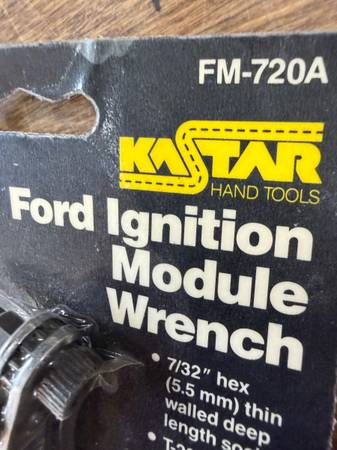 FM-720A
KASTAR
HAND TOOLS
Ford Ignition
Module
Wrench
• 7/32" hex
(5.5 mm) thin
walled deep
length